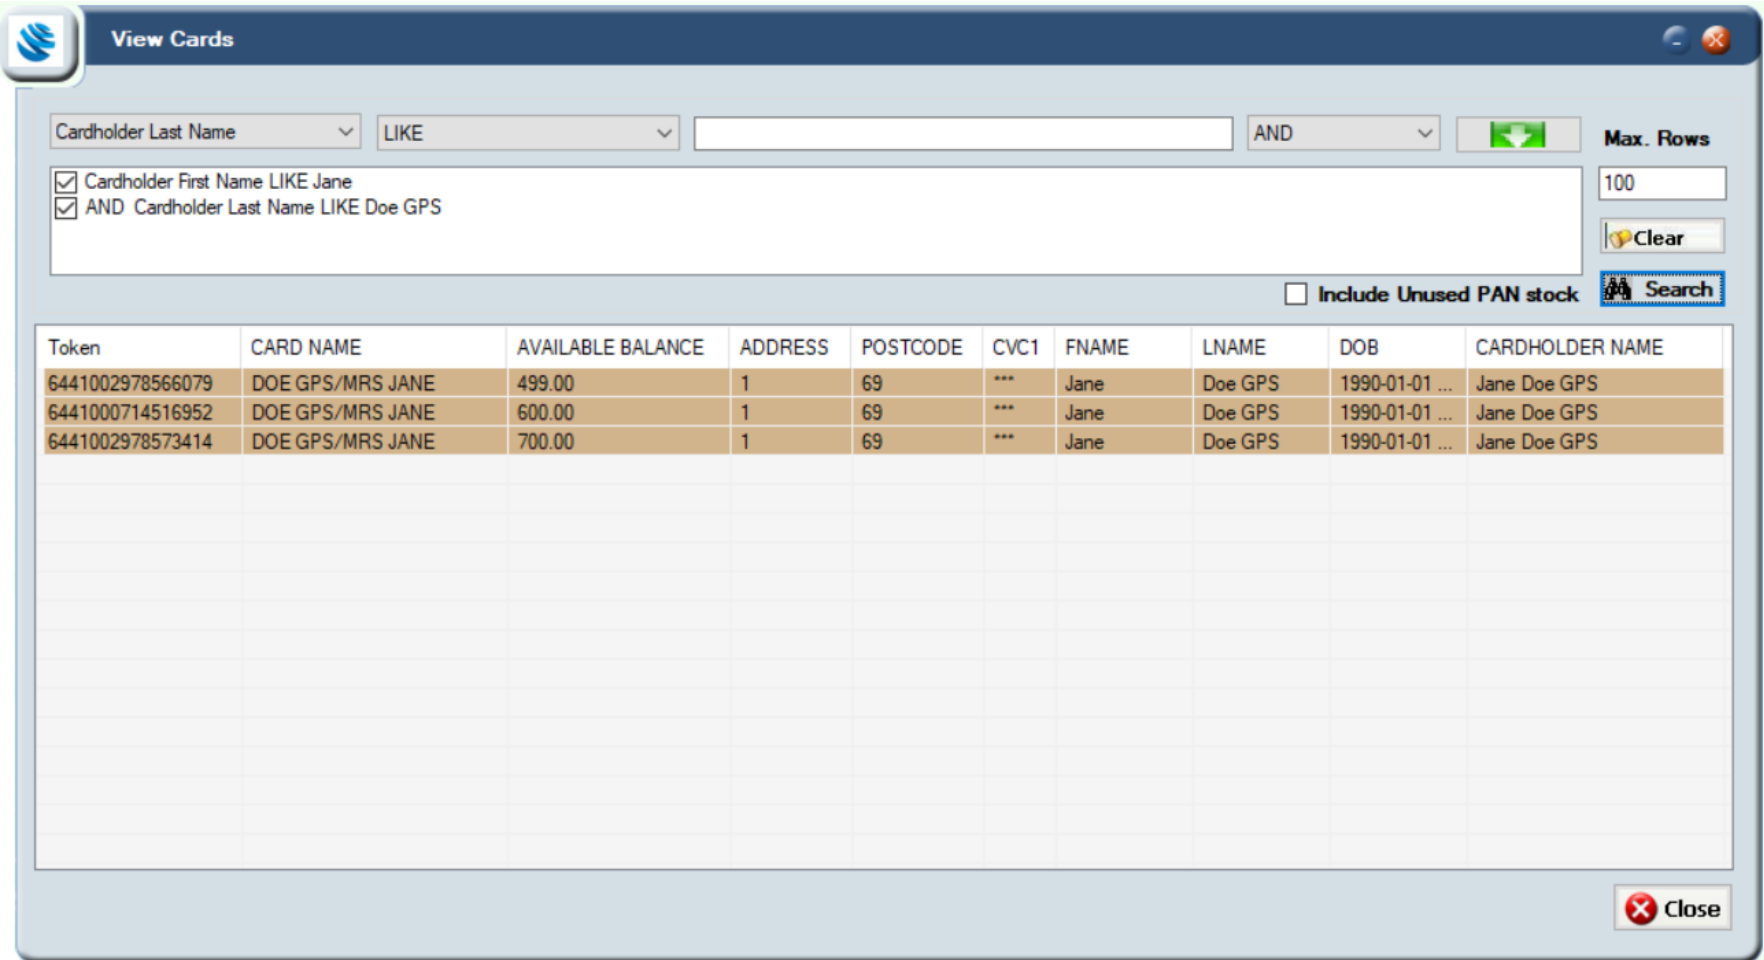 View Cards
Cardholder Last Name LIKE AND Max. Rows
Cardholder First Name LIKE Jane
100
AND Cardholder Last Name LIKE Doe GPS
Clear
Include Unused PAN stock Search
Token CARD NAME AVAILABLE BALANCE ADDRESS POSTCODE CVC1 FNAME LNAME DOB CARDHOLDER NAME
6441002978566079 DOE GPS/MRS JANE 499.00 1 69 *** Jane Doe GPS 1990-01-01 ... Jane Doe GPS
6441000714516952 DOE GPS/MRS JANE 600.00 1 69 *** Jane Doe GPS 1990-01-01 ... Jane Doe GPS
6441002978573414 DOE GPS/MRS JANE 700.00 1 69 *** Jane Doe GPS 1990-01-01 ... Jane Doe GPS
Close